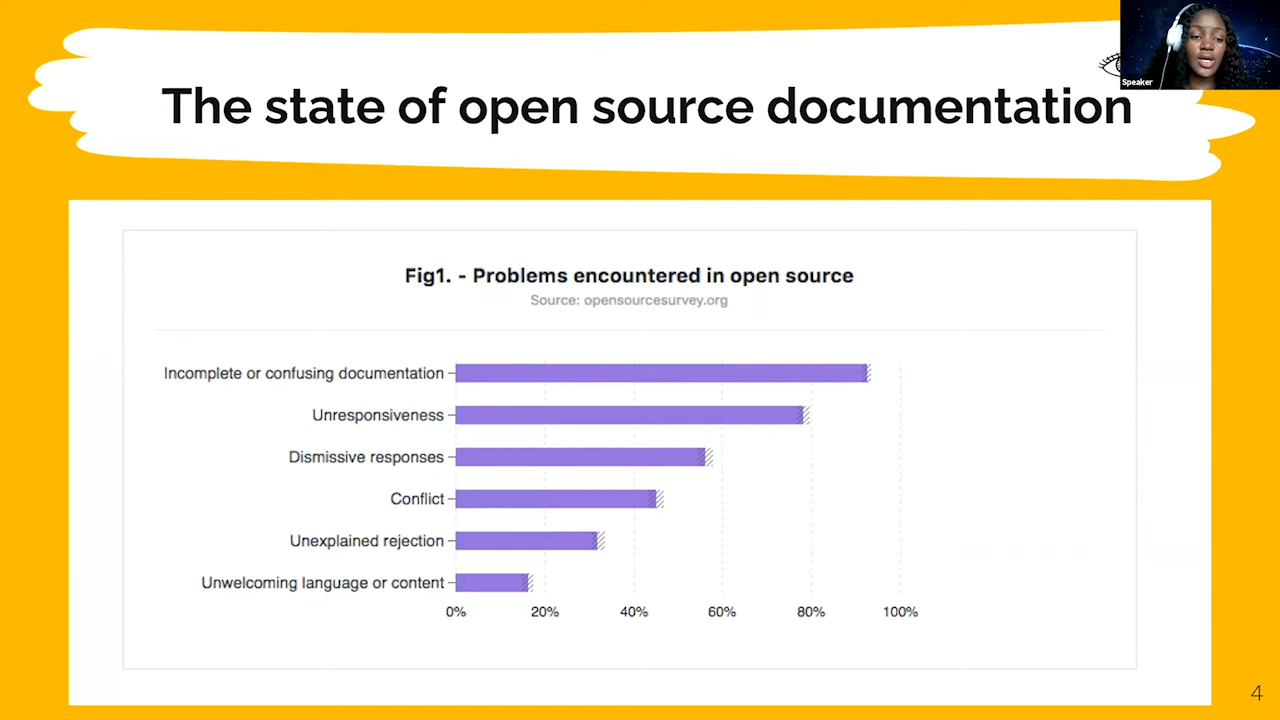 The state of open source documentation
Speaker
Fig1. - Problems encountered in open source
Source: opensourcesurvey.org
Incomplete or confusing documentation
Unresponsiveness
Dismissive responses
Conflict
Unexplained rejection
Unwelcoming language or content
0% 20% 40% 60% 80% 100%
4